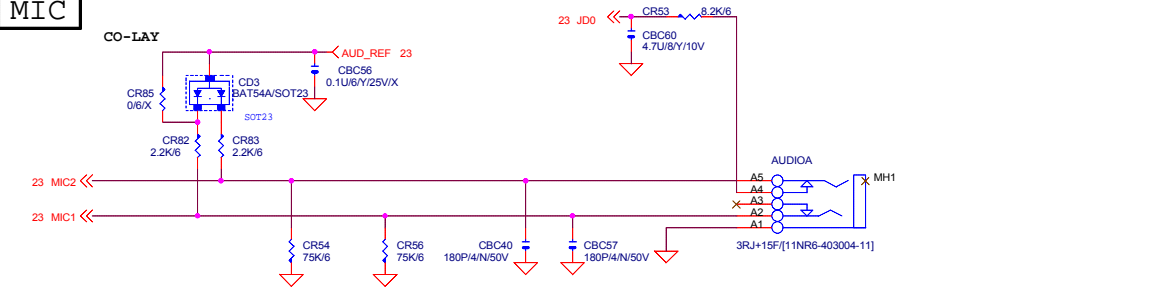 MIC
CO-LAY
23 JD0
CR53
8.2K/6
CBC60
4.7U/8/Y/10V
AUD_REF 23
CBC56
0.1U/6/Y/25V/X
CR85
0/6/X
CD3
BAT54A/SOT23
SOT23
CR82
2.2K/6
CR83
2.2K/6
AUDIOA
23 MIC2
A5
MH1
A4
A3
23 MIC1
A2
A1
CR54
75K/6
CR56
75K/6
CBC40
180P/4/N/50V
CBC57
180P/4/N/50V
3RJ+15F/[11NR6-403004-11]